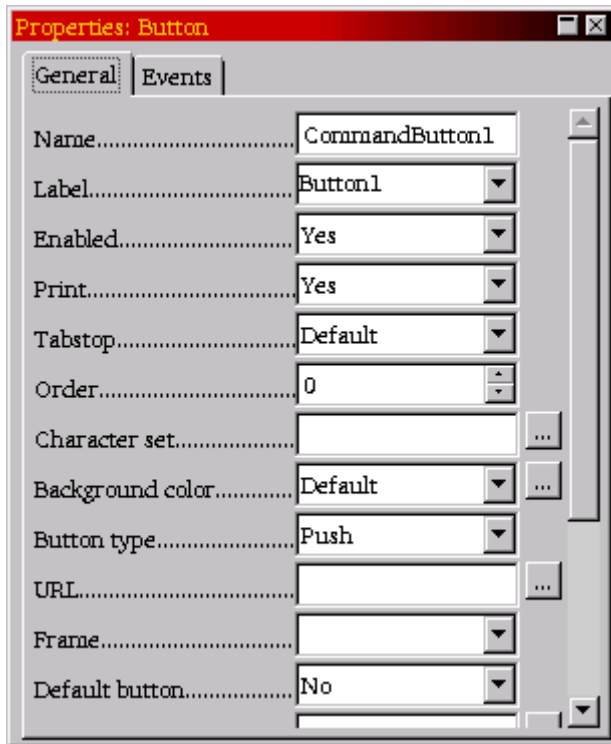 Properties: Button
General Events
Name.............................. CommandButton1
Label.............................. Button1
Enabled.......................... Yes
Print............................... Yes
Tabstop.......................... Default
Order............................. 0
Character set.................. ...
Background color............ Default ...
Button type.................... Push
URL................................ ...
Frame.............................
Default button................ No